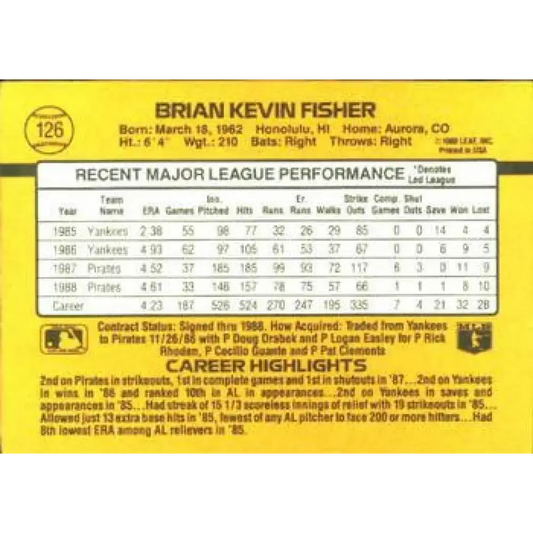 126
BRIAN KEVIN FISHER
Born: March 18, 1962 Honolulu, HI Home: Aurora, CO
Ht.: 6'4" Wgt.: 210 Bats: Right Throws: Right
© 1988 LEAF, INC.
Printed in USA
RECENT MAJOR LEAGUE PERFORMANCE *Denotes
Led League
Year Team Name ERA Games Inn. Pitched Hits Runs Er. Runs Walks Strike Outs Comp. Games Shut Outs Save Won Lost
1985 Yankees 2.38 55 98 77 32 26 29 85 0 0 14 4 4
1986 Yankees 4.93 62 97 105 61 53 37 67 0 0 6 9 5
1987 Pirates 4.52 37 185 185 99 93 72 117 6 3 0 11 9
1988 Pirates 4.61 33 146 157 78 75 57 66 1 1 1 8 10
Career 4.23 187 526 524 270 247 195 335 7 4 21 32 28
Contract Status: Signed thru 1988. How Acquired: Traded from Yankees
to Pirates 11/26/86 with P Doug Drabek and P Logan Easley for P Rick
Rhoden, P Cecilio Guante and P Pat Clements
CAREER HIGHLIGHTS
2nd on Pirates in strikeouts, 1st in complete games and 1st in shutouts in '87...2nd on Yankees
in wins in '86 and ranked 10th in AL in appearances...2nd on Yankees in saves and
appearances in '85...Had streak of 15 1/3 scoreless innings of relief with 19 strikeouts in '85...
Allowed just 13 extra base hits in '85, fewest of any AL pitcher to face 200 or more hitters...Had
8th lowest ERA among AL relievers in '85.